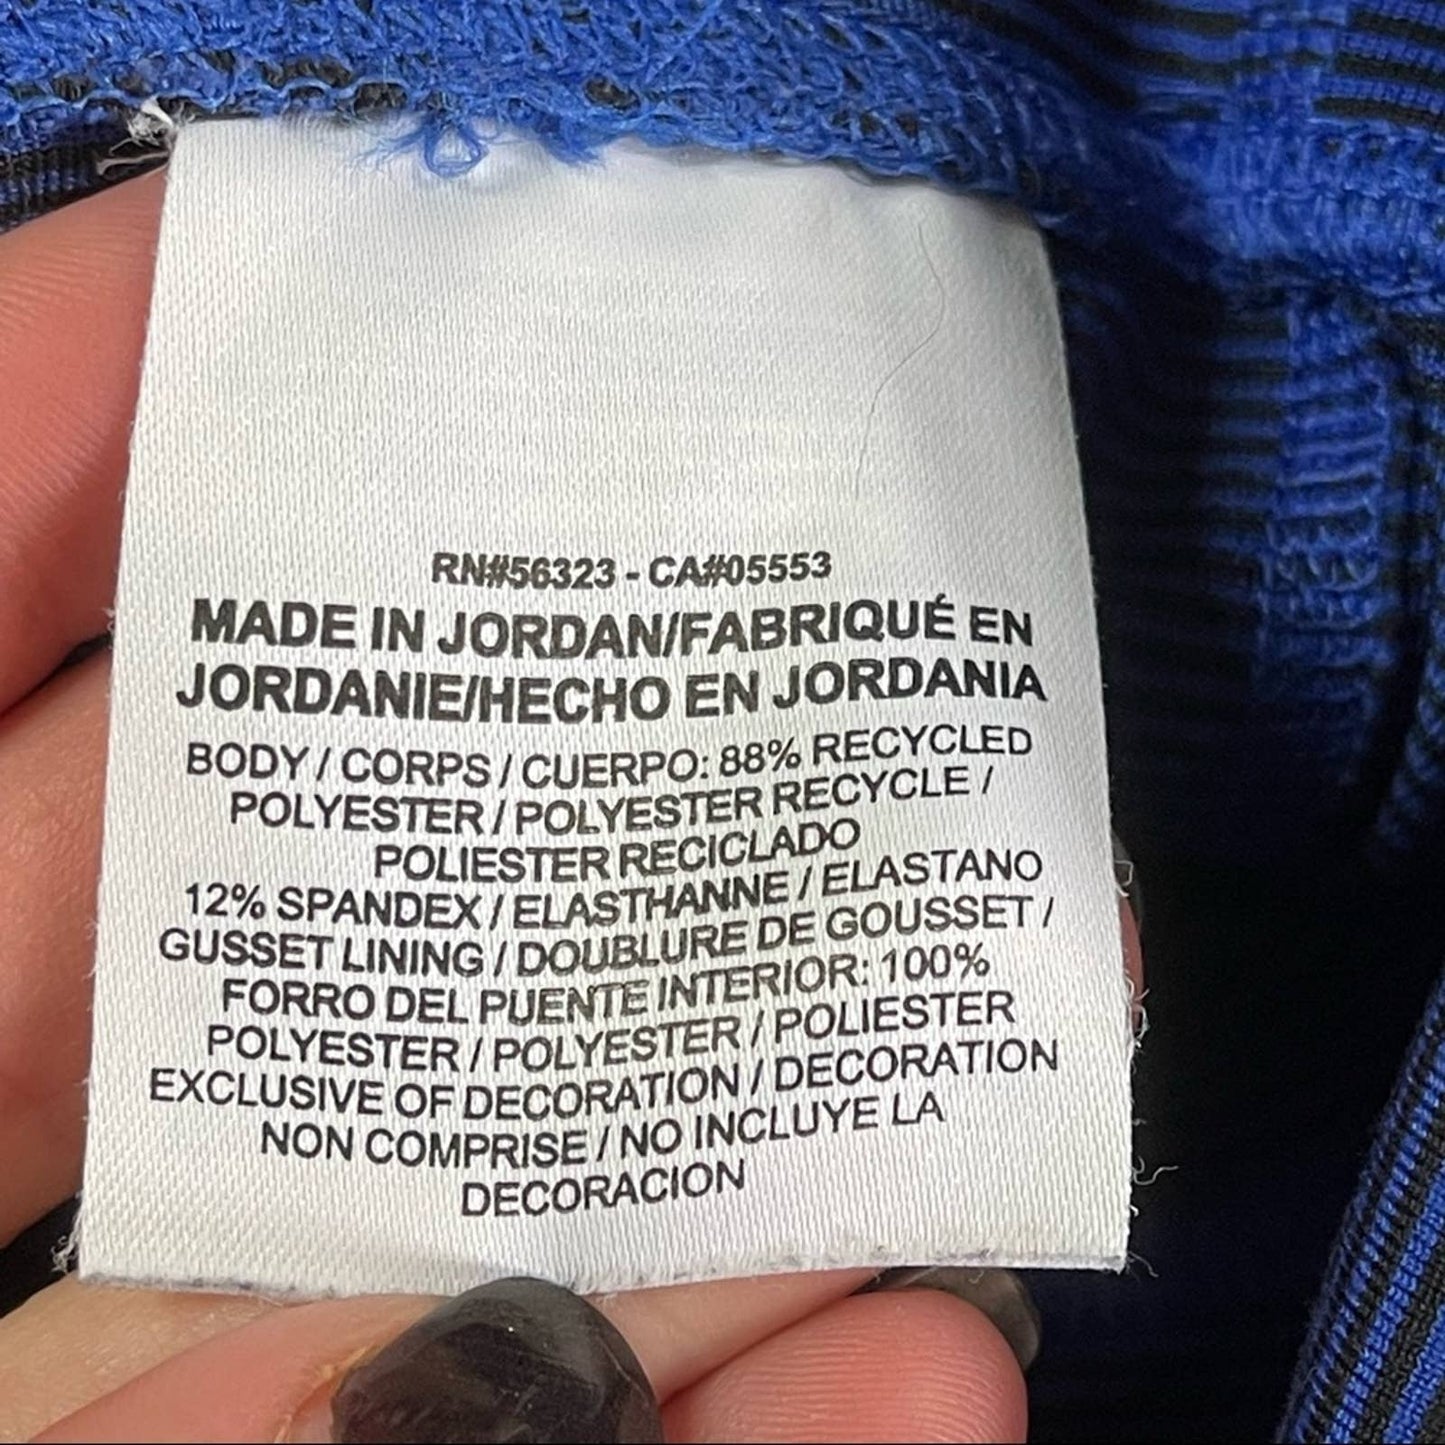 RN#56323 - CA#05553
MADE IN JORDAN/FABRIQUÉ EN
JORDANIE/HECHO EN JORDANIA
BODY / CORPS / CUERPO: 88% RECYCLED
POLYESTER / POLYESTER RECYCLE /
POLIESTER RECICLADO
12% SPANDEX / ELASTHANNE / ELASTANO
GUSSET LINING / DOUBLURE DE GOUSSET /
FORRO DEL PUENTE INTERIOR: 100%
POLYESTER / POLYESTER / POLIESTER
EXCLUSIVE OF DECORATION / DECORATION
NON COMPRISE / NO INCLUYE LA
DECORACION